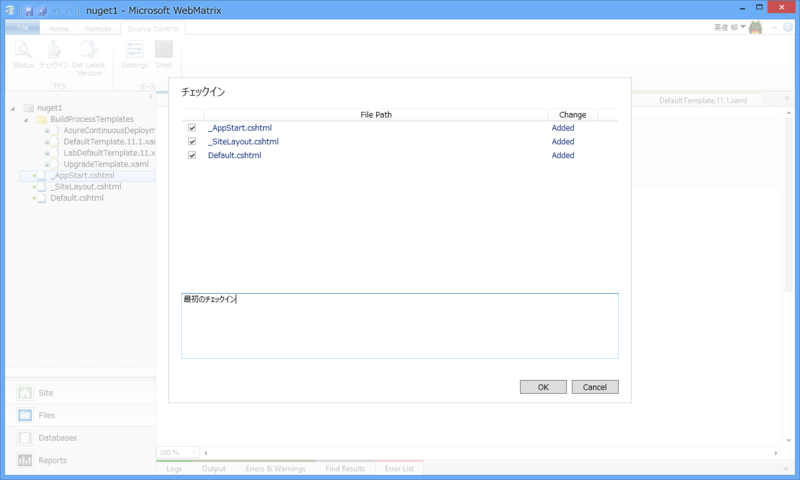 nuget1 - Microsoft WebMatrix
File Home Remote Source Control
英俊
Status チェックイン Get Latest Version Settings Shell
TFS ツール
DefaultTemplate.11.1.xaml
nuget1
BuildProcessTemplates
AzureContinuousDeploym
DefaultTemplate.11.1.xa
LabDefaultTemplate.11.x
UpgradeTemplate.xaml
_AppStart.cshtml
_SiteLayout.cshtml
Default.cshtml
チェックイン
File Path Change
_AppStart.cshtml Added
_SiteLayout.cshtml Added
Default.cshtml Added
最初のチェックイン
OK Cancel
Site
Files
Databases
Reports
100 %
Logs Output Errors & Warnings Find Results Error List